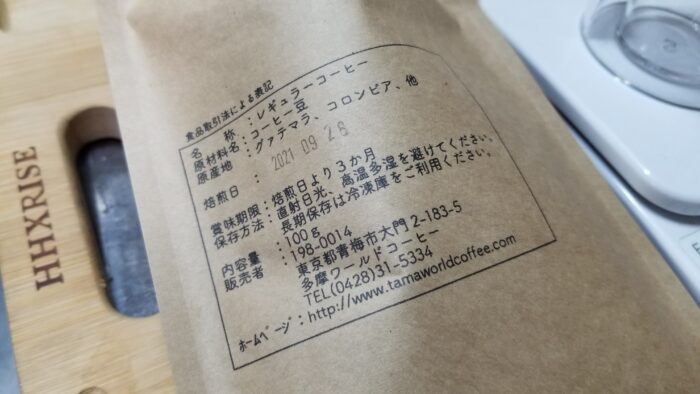 HHXRISE
食品取引法による表記
名　称：レギュラーコーヒー
原材料名：コーヒー豆
原産地：グァテマラ、コロンビア、他
焙煎日：2021 09 26
賞味期限：焙煎日より３か月
保存方法：直射日光、高温多湿を避けてください。
長期保存は冷凍庫をご利用ください。
内容量：100g
販売者：198-0014
東京都青梅市大門 2-183-5
多摩ワールドコーヒー
TEL(0428)31-5334
ホームページ：http://www.tamaworldcoffee.com